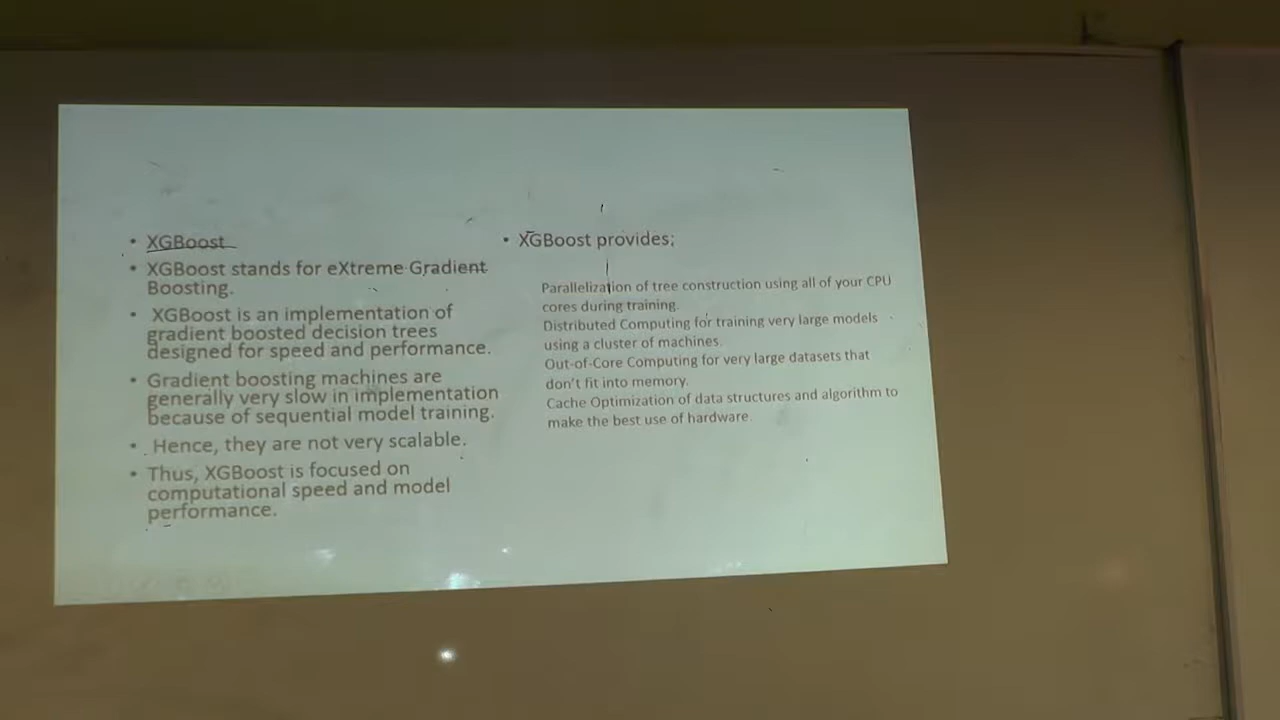 • XGBoost
• XGBoost stands for eXtreme Gradient
Boosting.
• XGBoost is an implementation of
gradient boosted decision trees
designed for speed and performance.
• Gradient boosting machines are
generally very slow in implementation
because of sequential model training.
• Hence, they are not very scalable.
• Thus, XGBoost is focused on
computational speed and model
performance.
• XGBoost provides;
Parallelization of tree construction using all of your CPU
cores during training.
Distributed Computing for training very large models
using a cluster of machines.
Out-of-Core Computing for very large datasets that
don't fit into memory.
Cache Optimization of data structures and algorithm to
make the best use of hardware.